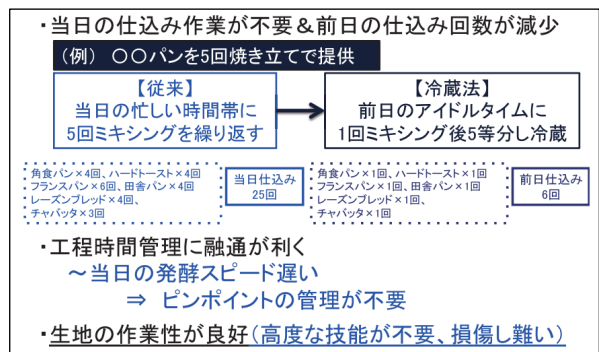 ・当日の仕込み作業が不要＆前日の仕込み回数が減少
（例） 〇〇パンを5回焼き立てで提供
【従来】
当日の忙しい時間帯に
5回ミキシングを繰り返す
【冷蔵法】
前日のアイドルタイムに
1回ミキシング後5等分し冷蔵
角食パン×4回、ハードトースト×4回
フランスパン×6回、田舎パン×4回
レーズンブレッド×4回、
チャバッタ×3回
当日仕込み
25回
角食パン×1回、ハードトースト×1回
フランスパン×1回、田舎パン×1回
レーズンブレッド×1回、
チャバッタ×1回
前日仕込み
6回
・工程時間管理に融通が利く
～当日の発酵スピード遅い
⇒ ピンポイントの管理が不要
・生地の作業性が良好（高度な技能が不要、損傷し難い）